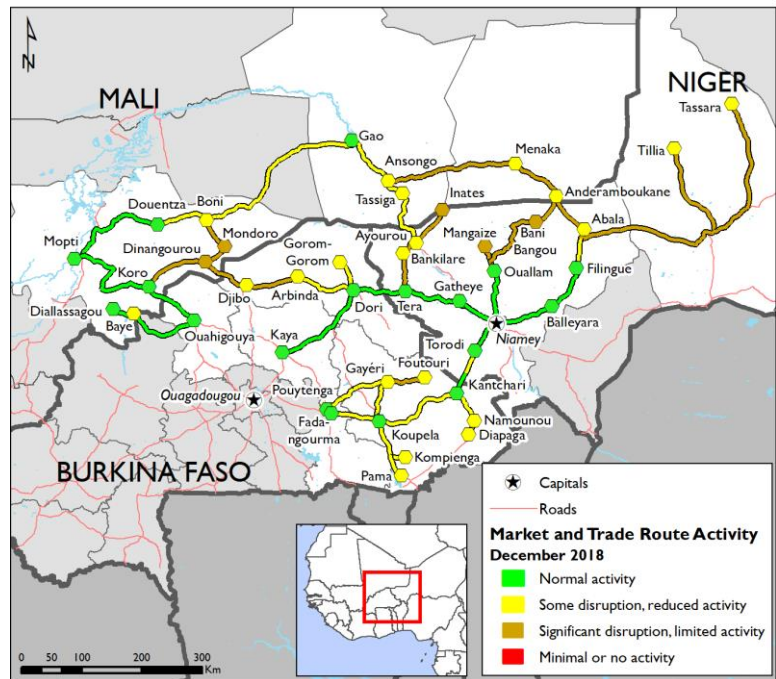 N
MALI
NIGER
Tassara
Gao
Tillia
Menaka
Ansongo
Douentza
Boñi
Tassiga
Inates
Anderamboukane
Mopti
Mondoro
Ayourou
Mangaize
Bani
Bangou
Abala
Dinangourou
Gorom-
Gorom
Bankilare
Koro
Ouallam
Filingue
Diallassagou
Djibo
Arbinda
Dori
Tera
Gatheye
Baye
Balleyara
Ouahigouya
Kaya
Niamey
Torodi
Gayéri
Foutouri
Ouagadougou
Pouytenga
Kantchari
Fada-
ngourma
Koupela
Namounou
Diapaga
Kompienga
Pama
BURKINA FASO
Capitals
Roads
Market and Trade Route Activity
December 2018
Normal activity
Some disruption, reduced activity
Significant disruption, limited activity
Minimal or no activity
0 50 100 200 300
Km